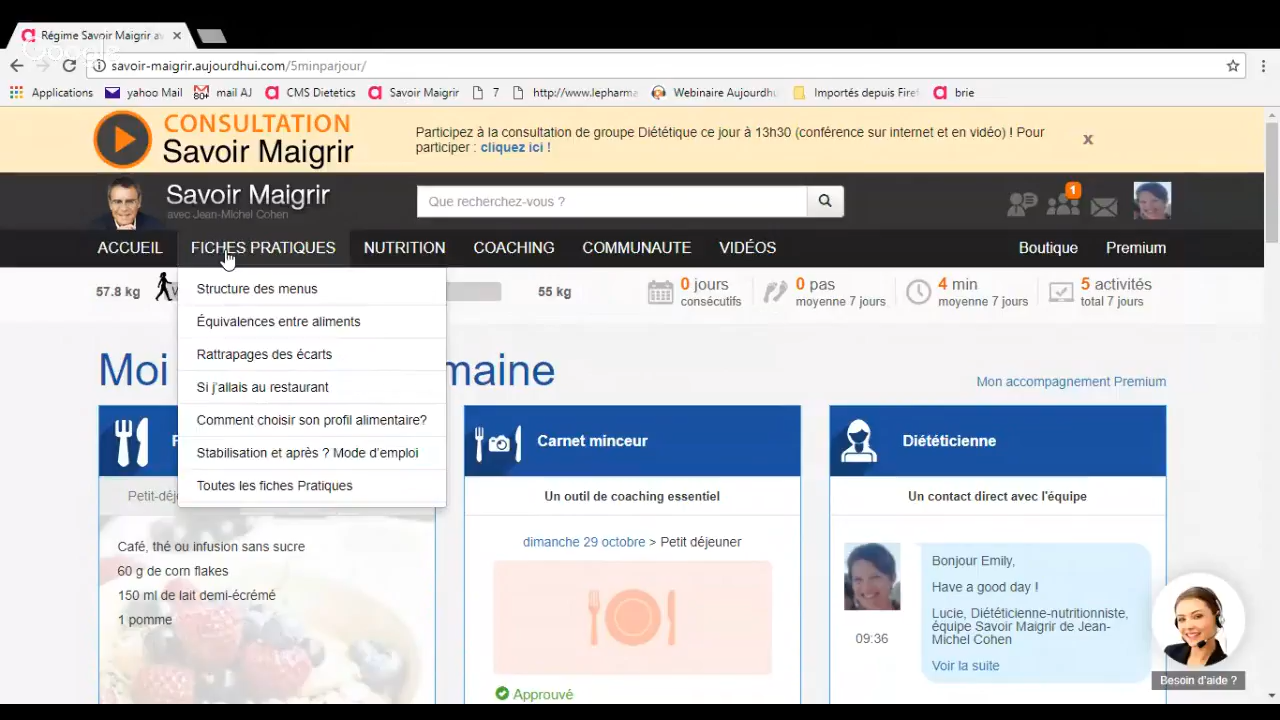 Régime Savoir Maigrir av
Google
savoir-maigrir.aujourdhui.com/5minparjour/
Applications yahoo Mail mail AJ CMS Dietetics Savoir Maigrir 7 http://www.lepharma Webinaire Aujourdhu Importés depuis Firef brie
CONSULTATION
Savoir Maigrir
Participez à la consultation de groupe Diététique ce jour à 13h30 (conférence sur internet et en vidéo) ! Pour
participer : cliquez ici !
x
Savoir Maigrir
avec Jean-Michel Cohen
Que recherchez-vous ?
1
ACCUEIL FICHES PRATIQUES NUTRITION COACHING COMMUNAUTE VIDÉOS Boutique Premium
57.8 kg
55 kg
0 jours
consécutifs
0 pas
moyenne 7 jours
4 min
moyenne 7 jours
5 activités
total 7 jours
Structure des menus
Équivalences entre aliments
Rattrapages des écarts
Si j'allais au restaurant
Comment choisir son profil alimentaire?
Stabilisation et après ? Mode d'emploi
Toutes les fiches Pratiques
Moi maine
Mon accompagnement Premium
Petit-déj
Café, thé ou infusion sans sucre
60 g de corn flakes
150 ml de lait demi-écrémé
1 pomme
Carnet minceur
Un outil de coaching essentiel
dimanche 29 octobre > Petit déjeuner
Approuvé
Diététicienne
Un contact direct avec l'équipe
09:36
Bonjour Emily,
Have a good day !
Lucie, Diététicienne-nutritionniste,
équipe Savoir Maigrir de Jean-
Michel Cohen
Voir la suite
Besoin d'aide ?